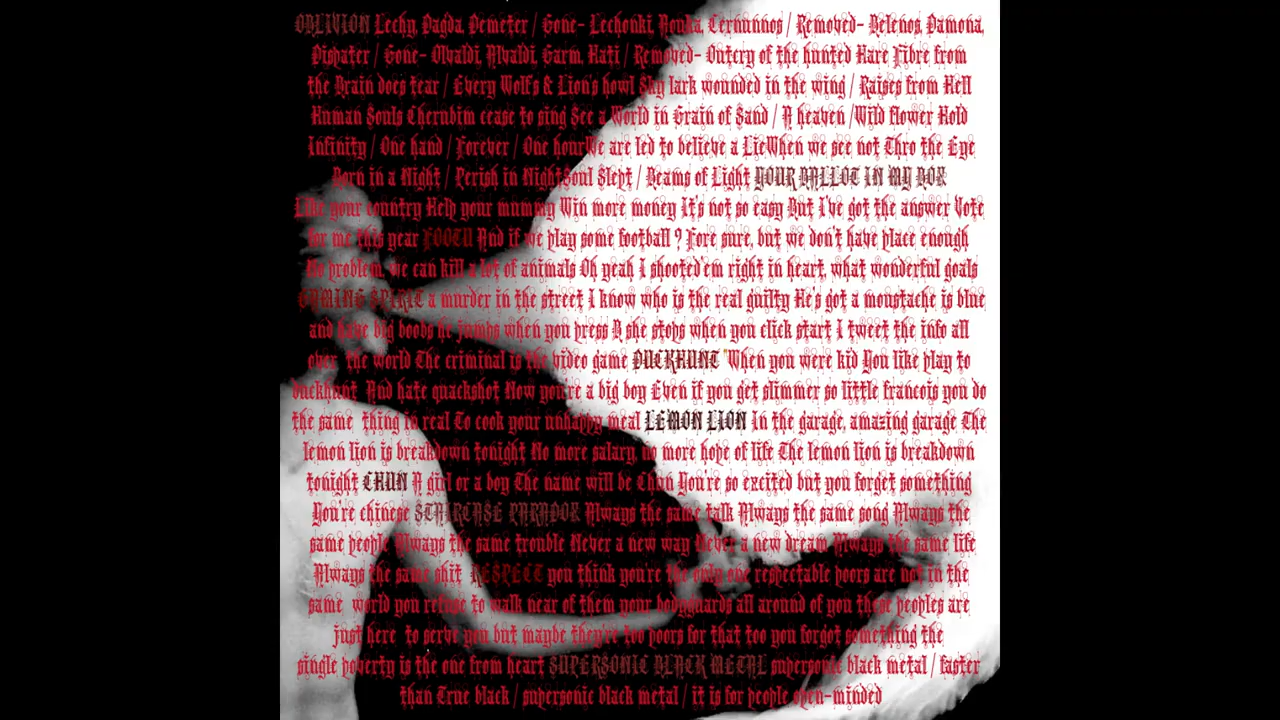 OBLIVION Lechy, Dagda, Demeter / Gone- Lechonki, Nonka, Cernunnos / Removed- Belenos, Damona,
Dispater / Gone- Olvaldi, Alvaldi, Garm, Hati / Removed- Outcry of the hunted Hare Fibre from
the Brain does tear / Every Wolf's & Lion's howl Sky lark wounded in the wing / Raises from Hell
Human Souls Cherubim cease to sing See a World in Grain of Sand / A heaven /Wild flower Hold
Infinity / One hand / Forever / One hourWe are led to believe a LieWhen we see not Thro the Eye
Born in a Night / Perish in NightSoul Slept / Beams of Light YOUR BALLOT IN MY BOX
Like your country Help your mummy Win more money It's not so easy But I've got the answer Vote
for me this year FOOTU And if we play some football ? Fore sure, but we don't have place enough
No problem, we can kill a lot of animals Oh yeah I shooted'em right in heart, what wonderful goals
GAMING SPIRIT a murder in the street I know who is the real guilty He's got a moustache is blue
and have big boobs he jumbs when you press B she stops when you click start I tweet the info all
over the world The criminal is the video game DUCKHUNT "When you were kid You like play to
duckhunt And hate quackshot Now you're a big boy Even if you get slimmer so little francois you do
the same thing in real To cook your unhappy meal LEMON LION In the garage, amazing garage The
lemon lion is breakdown tonight No more salary, no more hope of life The lemon lion is breakdown
tonight CHUN A girl or a boy The name will be Chun You're so excited but you forget something
You're chinese STAIRCASE PARADOX Always the same talk Always the same song Always the
same people Always the same trouble Never a new way Never a new dream Always the same life
Always the same shit RESPECT you think you're the only one respectable poors are not in the
same world you refuse to walk near of them your bodyguards all around of you these peoples are
just here to serve you but maybe they're too poors for that too you forgot something the
single poverty is the one from heart SUPERSONIC BLACK METAL supersonic black metal / faster
than True black / supersonic black metal / it is for people open-minded